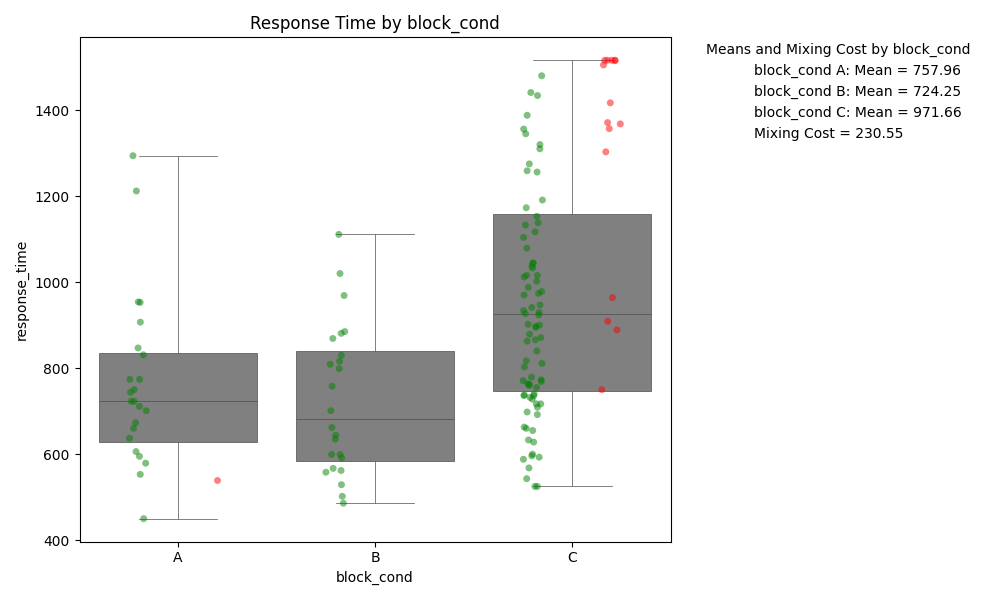 Response Time by block_cond
Means and Mixing Cost by block_cond
block_cond A: Mean = 757.96
block_cond B: Mean = 724.25
block_cond C: Mean = 971.66
Mixing Cost = 230.55
response_time
1400
1200
1000
800
600
400
A
B
C
block_cond